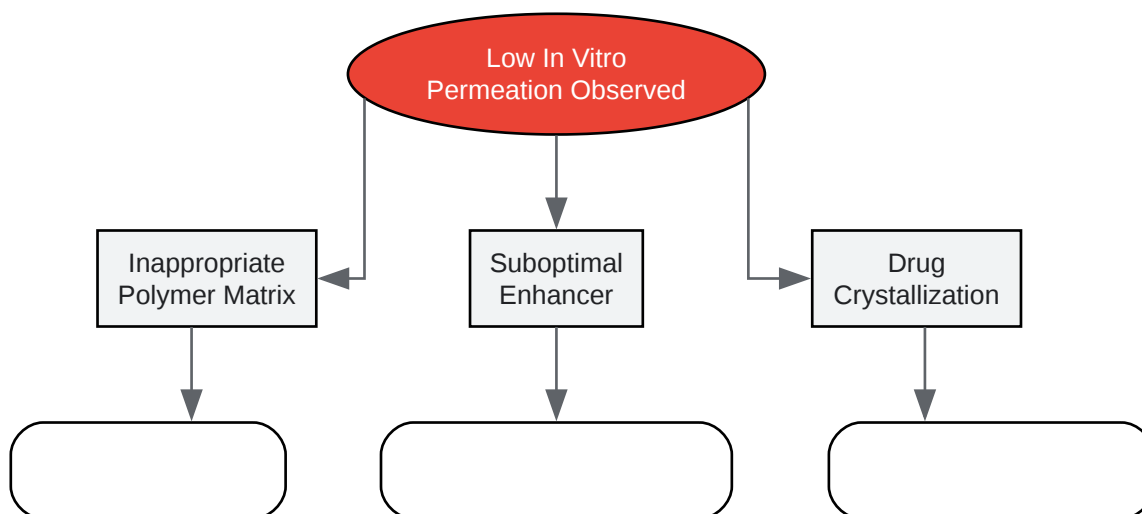 Low In Vitro
Permeation Observed
Inappropriate
Polymer Matrix
Suboptimal
Enhancer
Drug
Crystallization